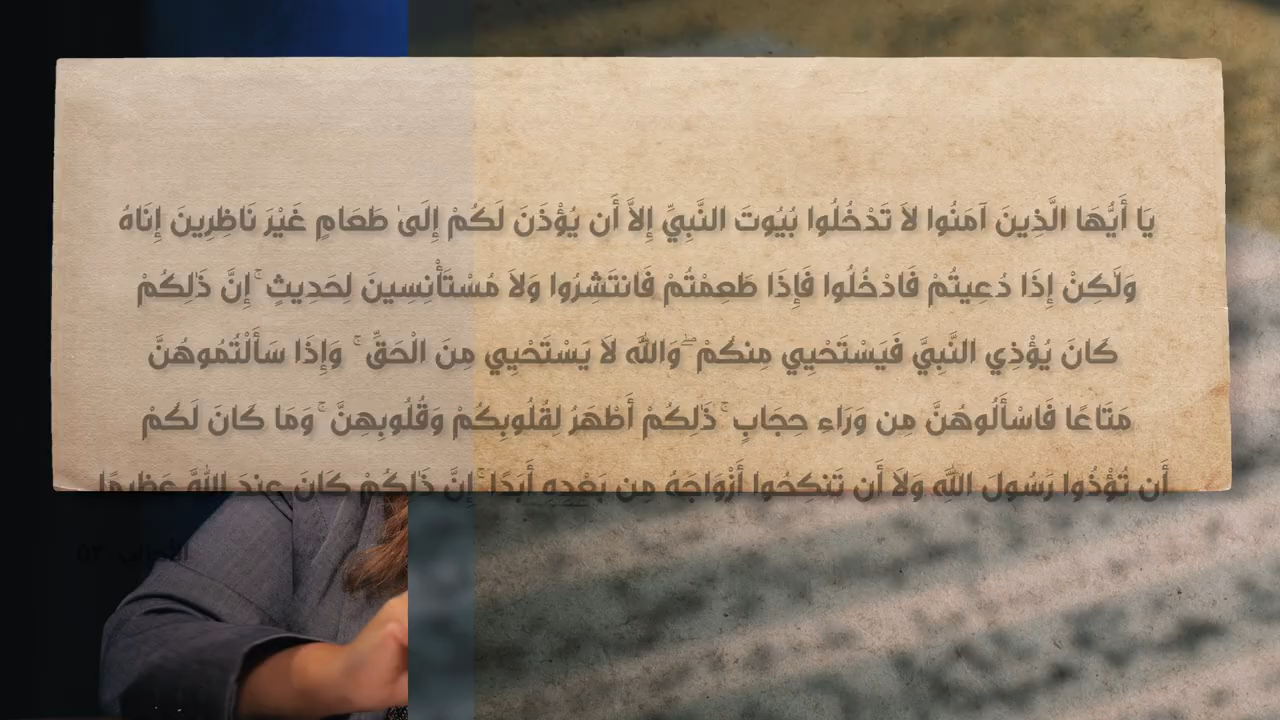 يَا أَيُّهَا الَّذِينَ آمَنُوا لاَ تَدْخُلُوا بُيُوتَ النَّبِيِّ إِلاَّ أَن يُؤْذَنَ لَكُمْ إِلَىٰ طَعَامٍ غَيْرَ نَاظِرِينَ إِنَاهُ
وَلَكِنْ إِذَا دُعِيتُمْ فَادْخُلُوا فَإِذَا طَعِمْتُمْ فَانتَشِرُوا وَلاَ مُسْتَأْنِسِينَ لِحَدِيثٍ ۚ إِنَّ ذَٰلِكُمْ
كَانَ يُؤْذِي النَّبِيَّ فَيَسْتَحْيِي مِنكُمْ ۖ وَاللَّه لاَ يَسْتَحْيِي مِنَ الْحَقِّ ۚ وَإِذَا سَأَلْتُمُوهُنَّ
مَتَاعًا فَاسْأَلُوهُنَّ مِن وَرَاءِ حِجَابٍ ۚ ذَٰلِكُمْ أَطْهَرُ لِقُلُوبِكُمْ وَقُلُوبِهِنَّ ۚ وَمَا كَانَ لَكُمْ
أَن تُؤْذُوا رَسُولَ اللَّهِ وَلاَ أَن تَنكِحُوا أَزْوَاجَهُ مِن بَعْدِهِ أَبَدًا ۚ إِنَّ ذَٰلِكُمْ كَانَ عِندَ اللَّهِ عَظِيمًا
الأحزاب ٥٣